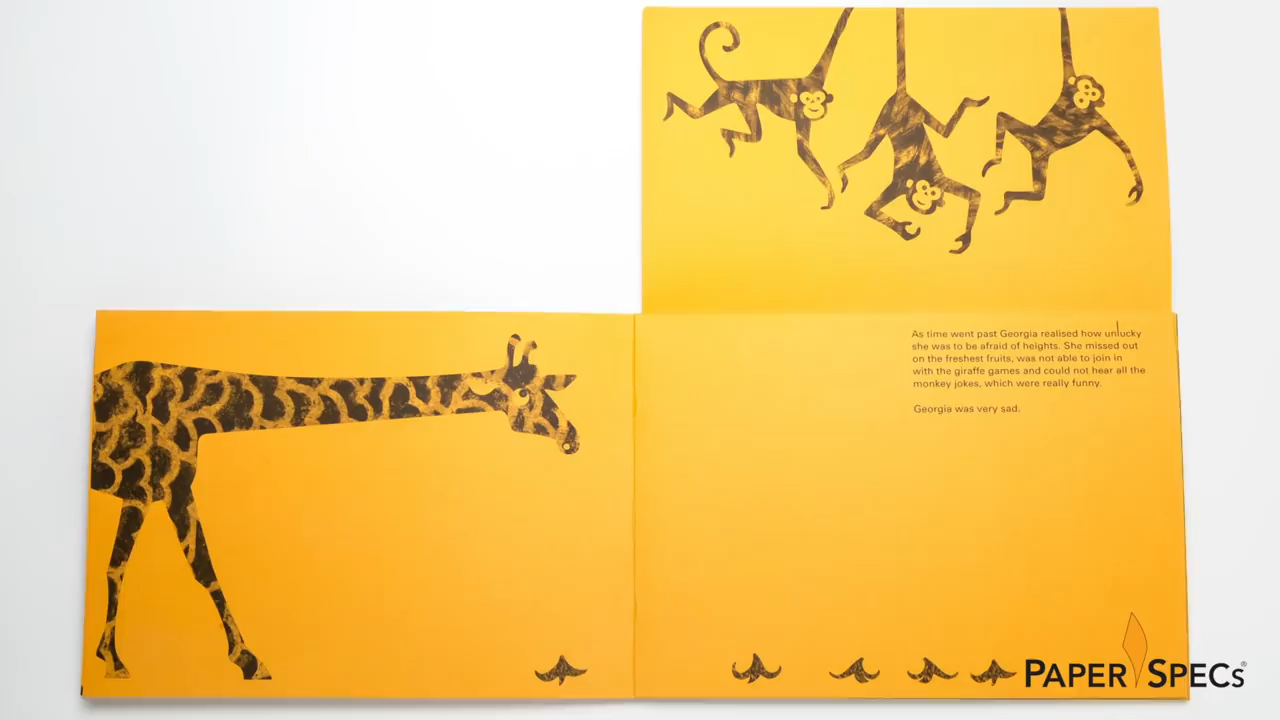 As time went past Georgia realised how unlucky
she was to be afraid of heights. She missed out
on the freshest fruits, was not able to join in
with the giraffe games and could not hear all the
monkey jokes, which were really funny.
Georgia was very sad.
PAPER SPECS®